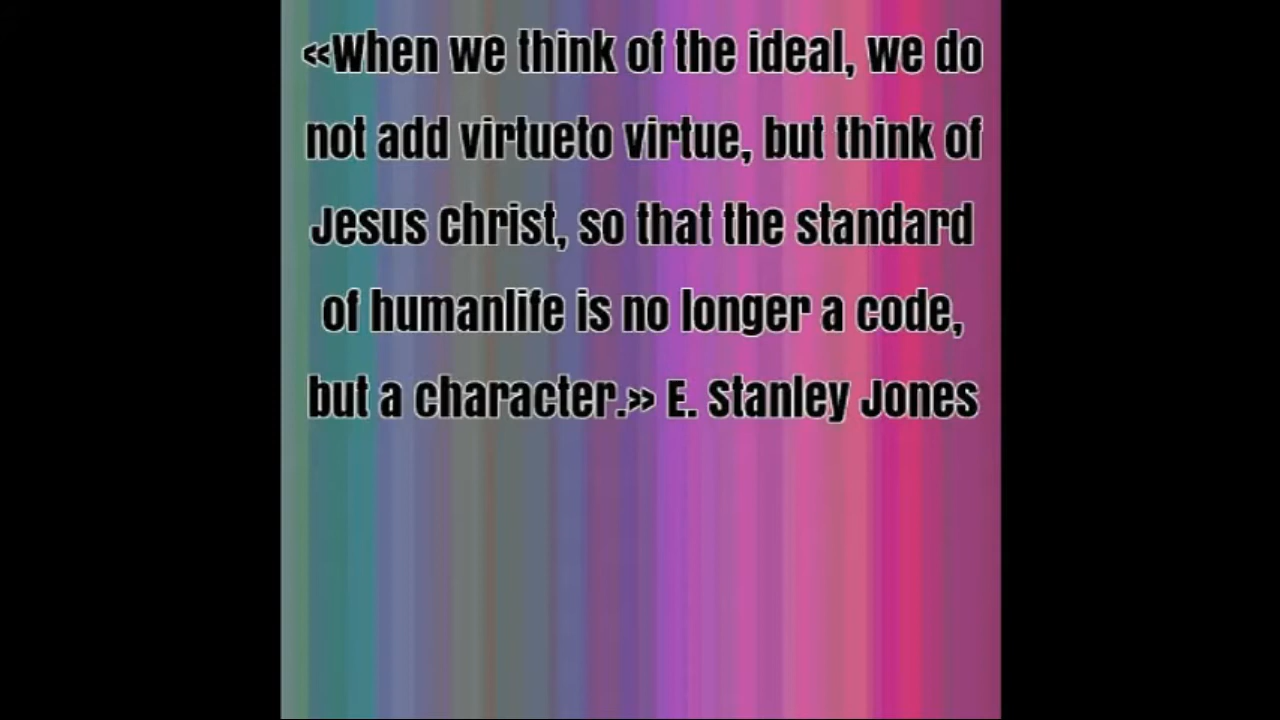 «When we think of the ideal, we do
not add virtueto virtue, but think of
Jesus Christ, so that the standard
of humanlife is no longer a code,
but a character.» E. Stanley Jones